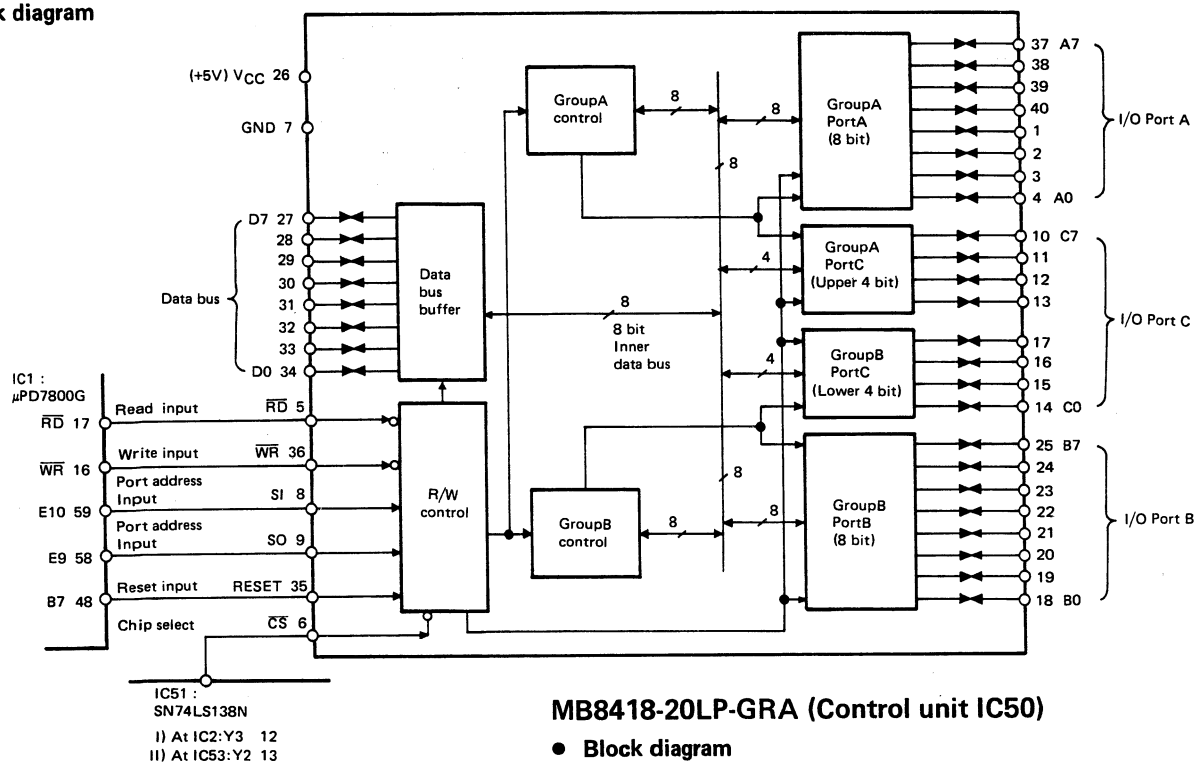 k diagram
(+5V) VCC 26
GND 7
D7 27
28
29
30
31
32
33
D0 34
Data bus
IC1 :
μPD7800G
RD 17
WR 16
E10 59
E9 58
B7 48
Read input
Write input
Port address
Input
Port address
Input
Reset input
Chip select
RD 5
WR 36
SI 8
SO 9
RESET 35
CS 6
IC51 :
SN74LS138N
I) At IC2:Y3 12
II) At IC53:Y2 13
Data
bus
buffer
R/W
control
GroupA
control
GroupB
control
8
8
8
8
8
8 bit
Inner
data bus
4
4
8
8
8
GroupA
PortA
(8 bit)
GroupA
PortC
(Upper 4 bit)
GroupB
PortC
(Lower 4 bit)
GroupB
PortB
(8 bit)
37 A7
38
39
40
1
2
3
4 A0
I/O Port A
10 C7
11
12
13
17
16
15
14 C0
I/O Port C
25 B7
24
23
22
21
20
19
18 B0
I/O Port B
MB8418-20LP-GRA (Control unit IC50)
● Block diagram